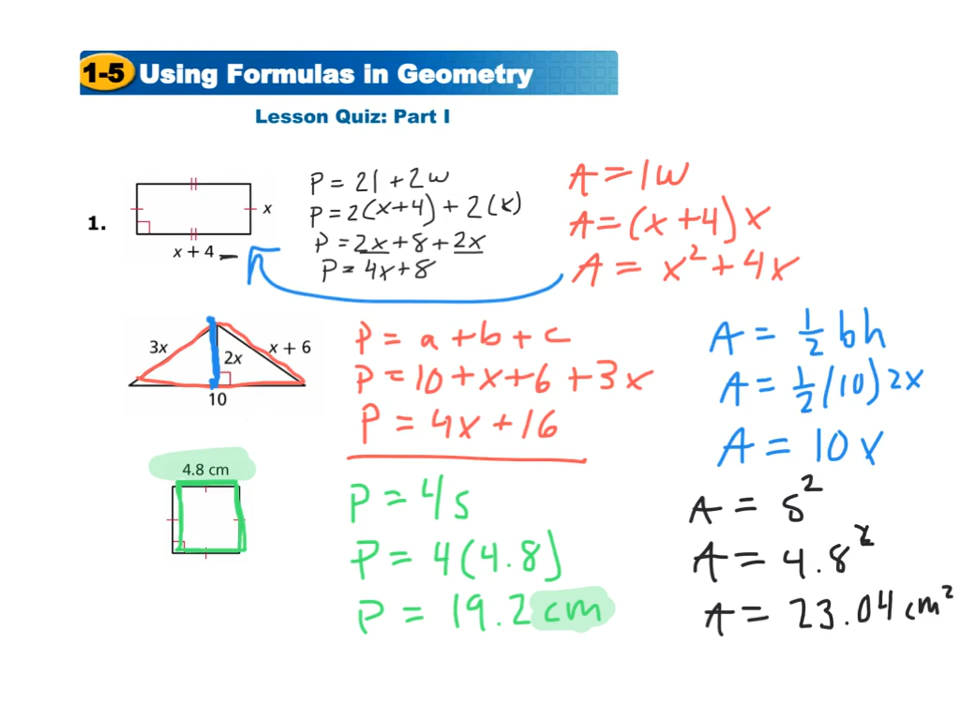 1-5 Using Formulas in Geometry
Lesson Quiz: Part I
1.
x
x + 4
P = 2l + 2w
P = 2(x+4) + 2(x)
P = 2x + 8 + 2x
P = 4x + 8
A = lw
A = (x + 4) x
A = x² + 4x
3x
2x
x + 6
10
P = a + b + c
P = 10 + x + 6 + 3x
P = 4x + 16
A = ½ bh
A = ½ (10) 2x
A = 10x
4.8 cm
P = 4s
P = 4(4.8)
P = 19.2 cm
A = s²
A = 4.8²
A = 23.04 cm²